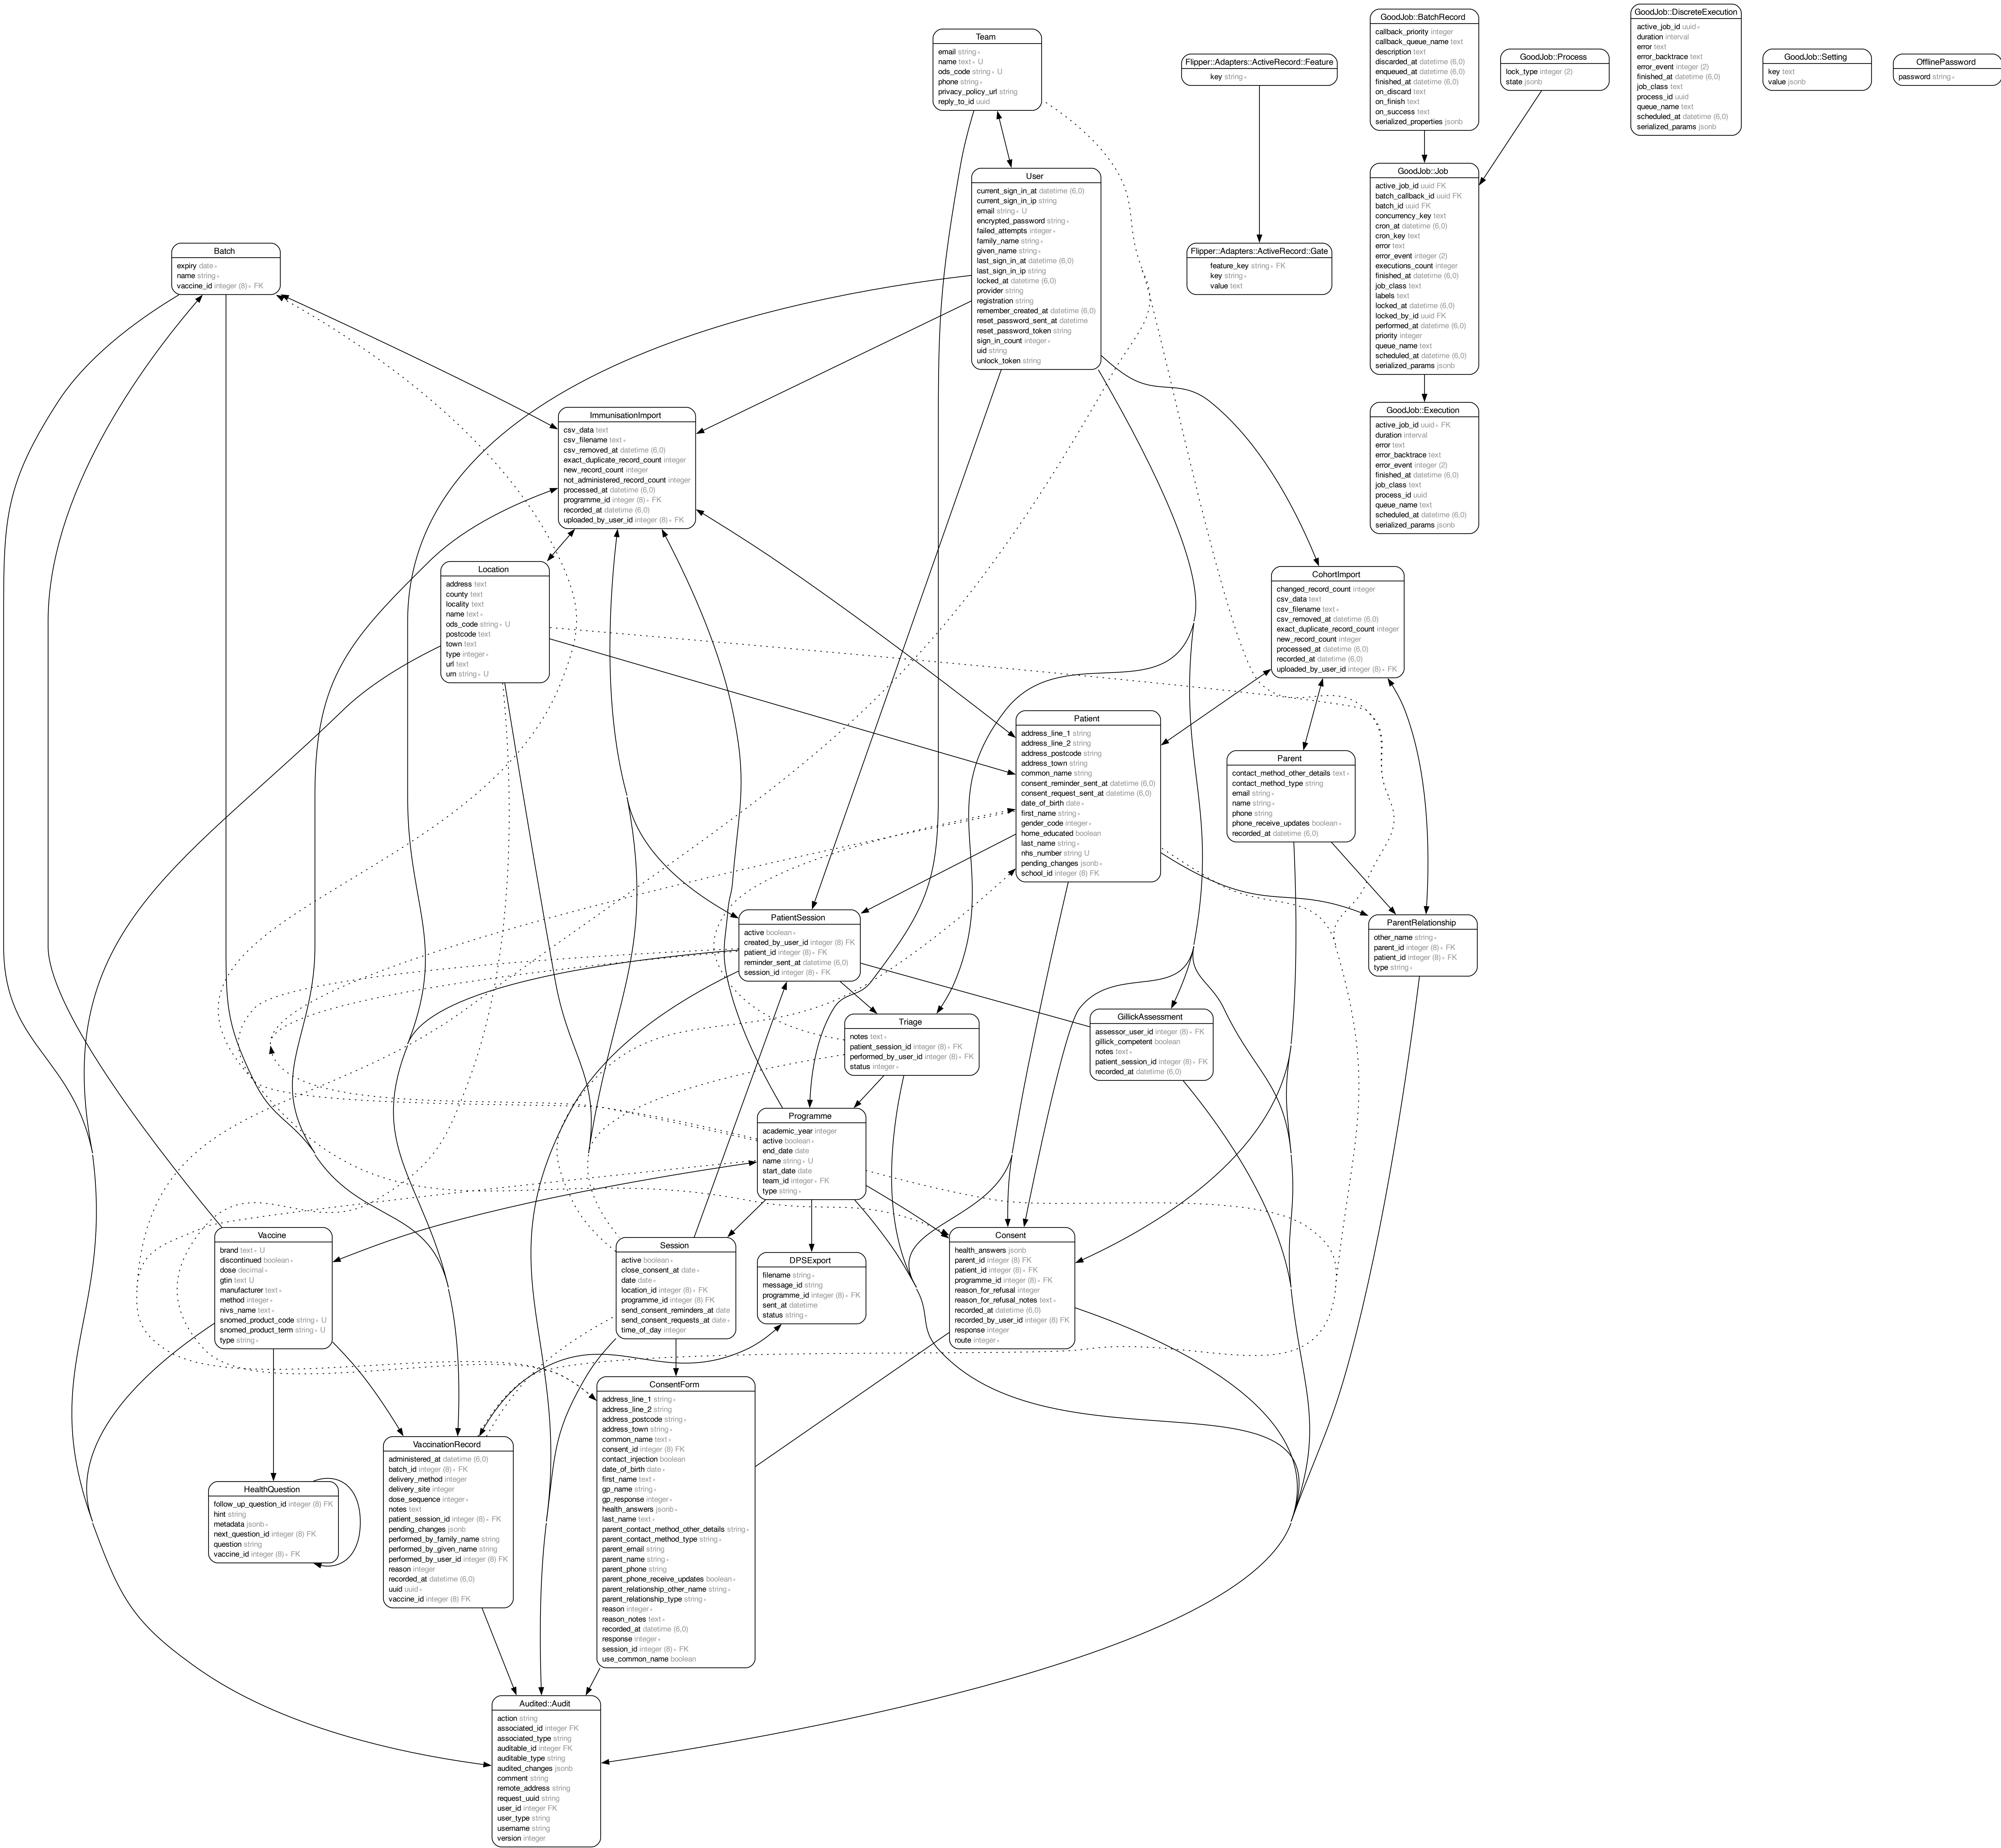 Team
email string ∗
name text ∗ U
ods_code string ∗ U
phone string ∗
privacy_policy_url string
reply_to_id uuid
Flipper::Adapters::ActiveRecord::Feature
key string ∗
GoodJob::BatchRecord
callback_priority integer
callback_queue_name text
description text
discarded_at datetime (6,0)
enqueued_at datetime (6,0)
finished_at datetime (6,0)
on_discard text
on_finish text
on_success text
serialized_properties jsonb
GoodJob::Process
lock_type integer (2)
state jsonb
GoodJob::DiscreteExecution
active_job_id uuid ∗
duration interval
error text
error_backtrace text
error_event integer (2)
finished_at datetime (6,0)
job_class text
process_id uuid
queue_name text
scheduled_at datetime (6,0)
serialized_params jsonb
GoodJob::Setting
key text
value jsonb
OfflinePassword
password string ∗
User
current_sign_in_at datetime (6,0)
current_sign_in_ip string
email string ∗ U
encrypted_password string ∗
failed_attempts integer ∗
family_name string ∗
given_name string ∗
last_sign_in_at datetime (6,0)
last_sign_in_ip string
locked_at datetime (6,0)
provider string
registration string
remember_created_at datetime (6,0)
reset_password_sent_at datetime
reset_password_token string
sign_in_count integer ∗
uid string
unlock_token string
Flipper::Adapters::ActiveRecord::Gate
feature_key string ∗ FK
key string ∗
value text
GoodJob::Job
active_job_id uuid FK
batch_callback_id uuid FK
batch_id uuid FK
concurrency_key text
cron_at datetime (6,0)
cron_key text
error text
error_event integer (2)
executions_count integer
finished_at datetime (6,0)
job_class text
labels text
locked_at datetime (6,0)
locked_by_id uuid FK
performed_at datetime (6,0)
priority integer
queue_name text
scheduled_at datetime (6,0)
serialized_params jsonb
Batch
expiry date ∗
name string ∗
vaccine_id integer (8) ∗ FK
ImmunisationImport
csv_data text
csv_filename text ∗
csv_removed_at datetime (6,0)
exact_duplicate_record_count integer
new_record_count integer
not_administered_record_count integer
processed_at datetime (6,0)
programme_id integer (8) ∗ FK
recorded_at datetime (6,0)
uploaded_by_user_id integer (8) ∗ FK
GoodJob::Execution
active_job_id uuid ∗ FK
duration interval
error text
error_backtrace text
error_event integer (2)
finished_at datetime (6,0)
job_class text
process_id uuid
queue_name text
scheduled_at datetime (6,0)
serialized_params jsonb
Location
address text
county text
locality text
name text ∗
ods_code string ∗ U
postcode text
town text
type integer ∗
url text
urn string ∗ U
CohortImport
changed_record_count integer
csv_data text
csv_filename text ∗
csv_removed_at datetime (6,0)
exact_duplicate_record_count integer
new_record_count integer
processed_at datetime (6,0)
recorded_at datetime (6,0)
uploaded_by_user_id integer (8) ∗ FK
Patient
address_line_1 string
address_line_2 string
address_postcode string
address_town string
common_name string
consent_reminder_sent_at datetime (6,0)
consent_request_sent_at datetime (6,0)
date_of_birth date ∗
first_name string ∗
gender_code integer ∗
home_educated boolean
last_name string ∗
nhs_number string U
pending_changes jsonb ∗
school_id integer (8) FK
Parent
contact_method_other_details text ∗
contact_method_type string
email string ∗
name string ∗
phone string
phone_receive_updates boolean ∗
recorded_at datetime (6,0)
PatientSession
active boolean ∗
created_by_user_id integer (8) FK
patient_id integer (8) ∗ FK
reminder_sent_at datetime (6,0)
session_id integer (8) ∗ FK
ParentRelationship
other_name string ∗
parent_id integer (8) ∗ FK
patient_id integer (8) ∗ FK
type string ∗
Triage
notes text ∗
patient_session_id integer (8) ∗ FK
performed_by_user_id integer (8) ∗ FK
status integer ∗
GillickAssessment
assessor_user_id integer (8) ∗ FK
gillick_competent boolean
notes text ∗
patient_session_id integer (8) ∗ FK
recorded_at datetime (6,0)
Programme
academic_year integer
active boolean ∗
end_date date
name string ∗ U
start_date date
team_id integer ∗ FK
type string ∗
Vaccine
brand text ∗ U
discontinued boolean ∗
dose decimal ∗
gtin text U
manufacturer text ∗
method integer ∗
nivs_name text ∗
snomed_product_code string ∗ U
snomed_product_term string ∗ U
type string ∗
Session
active boolean ∗
close_consent_at date ∗
date date ∗
location_id integer (8) ∗ FK
programme_id integer (8) FK
send_consent_reminders_at date
send_consent_requests_at date ∗
time_of_day integer
DPSExport
filename string ∗
message_id string
programme_id integer (8) ∗ FK
sent_at datetime
status string ∗
Consent
health_answers jsonb
parent_id integer (8) FK
patient_id integer (8) ∗ FK
programme_id integer (8) ∗ FK
reason_for_refusal integer
reason_for_refusal_notes text ∗
recorded_at datetime (6,0)
recorded_by_user_id integer (8) FK
response integer
route integer ∗
ConsentForm
address_line_1 string ∗
address_line_2 string
address_postcode string ∗
address_town string ∗
common_name text ∗
consent_id integer (8) FK
contact_injection boolean
date_of_birth date ∗
first_name text ∗
gp_name string ∗
gp_response integer ∗
health_answers jsonb ∗
last_name text ∗
parent_contact_method_other_details string ∗
parent_contact_method_type string ∗
parent_email string
parent_name string ∗
parent_phone string
parent_phone_receive_updates boolean ∗
parent_relationship_other_name string ∗
parent_relationship_type string ∗
reason integer ∗
reason_notes text ∗
recorded_at datetime (6,0)
response integer ∗
session_id integer (8) ∗ FK
use_common_name boolean
VaccinationRecord
administered_at datetime (6,0)
batch_id integer (8) ∗ FK
delivery_method integer
delivery_site integer
dose_sequence integer ∗
notes text
patient_session_id integer (8) ∗ FK
pending_changes jsonb
performed_by_family_name string
performed_by_given_name string
performed_by_user_id integer (8) FK
reason integer
recorded_at datetime (6,0)
uuid uuid ∗
vaccine_id integer (8) FK
HealthQuestion
follow_up_question_id integer (8) FK
hint string
metadata jsonb ∗
next_question_id integer (8) FK
question string
vaccine_id integer (8) ∗ FK
Audited::Audit
action string
associated_id integer FK
associated_type string
auditable_id integer FK
auditable_type string
audited_changes jsonb
comment string
remote_address string
request_uuid string
user_id integer FK
user_type string
username string
version integer